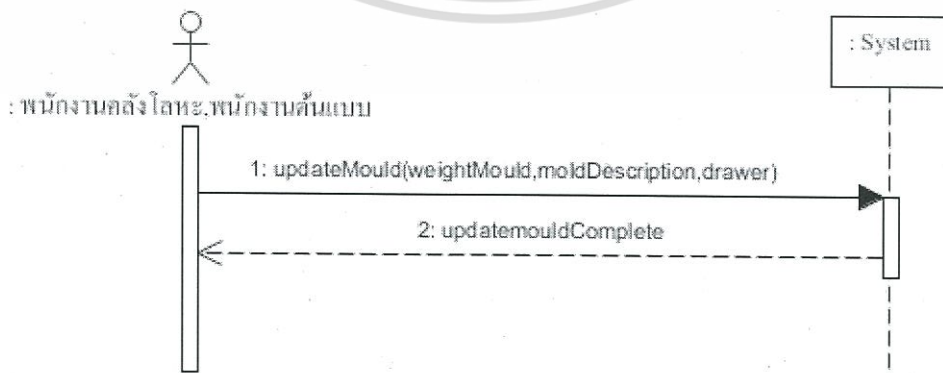 : System
: พนักงานคลังโลหะ,พนักงานต้นแบบ
1: updateMould(weightMould,moldDescription,drawer)
2: updatemouldComplete